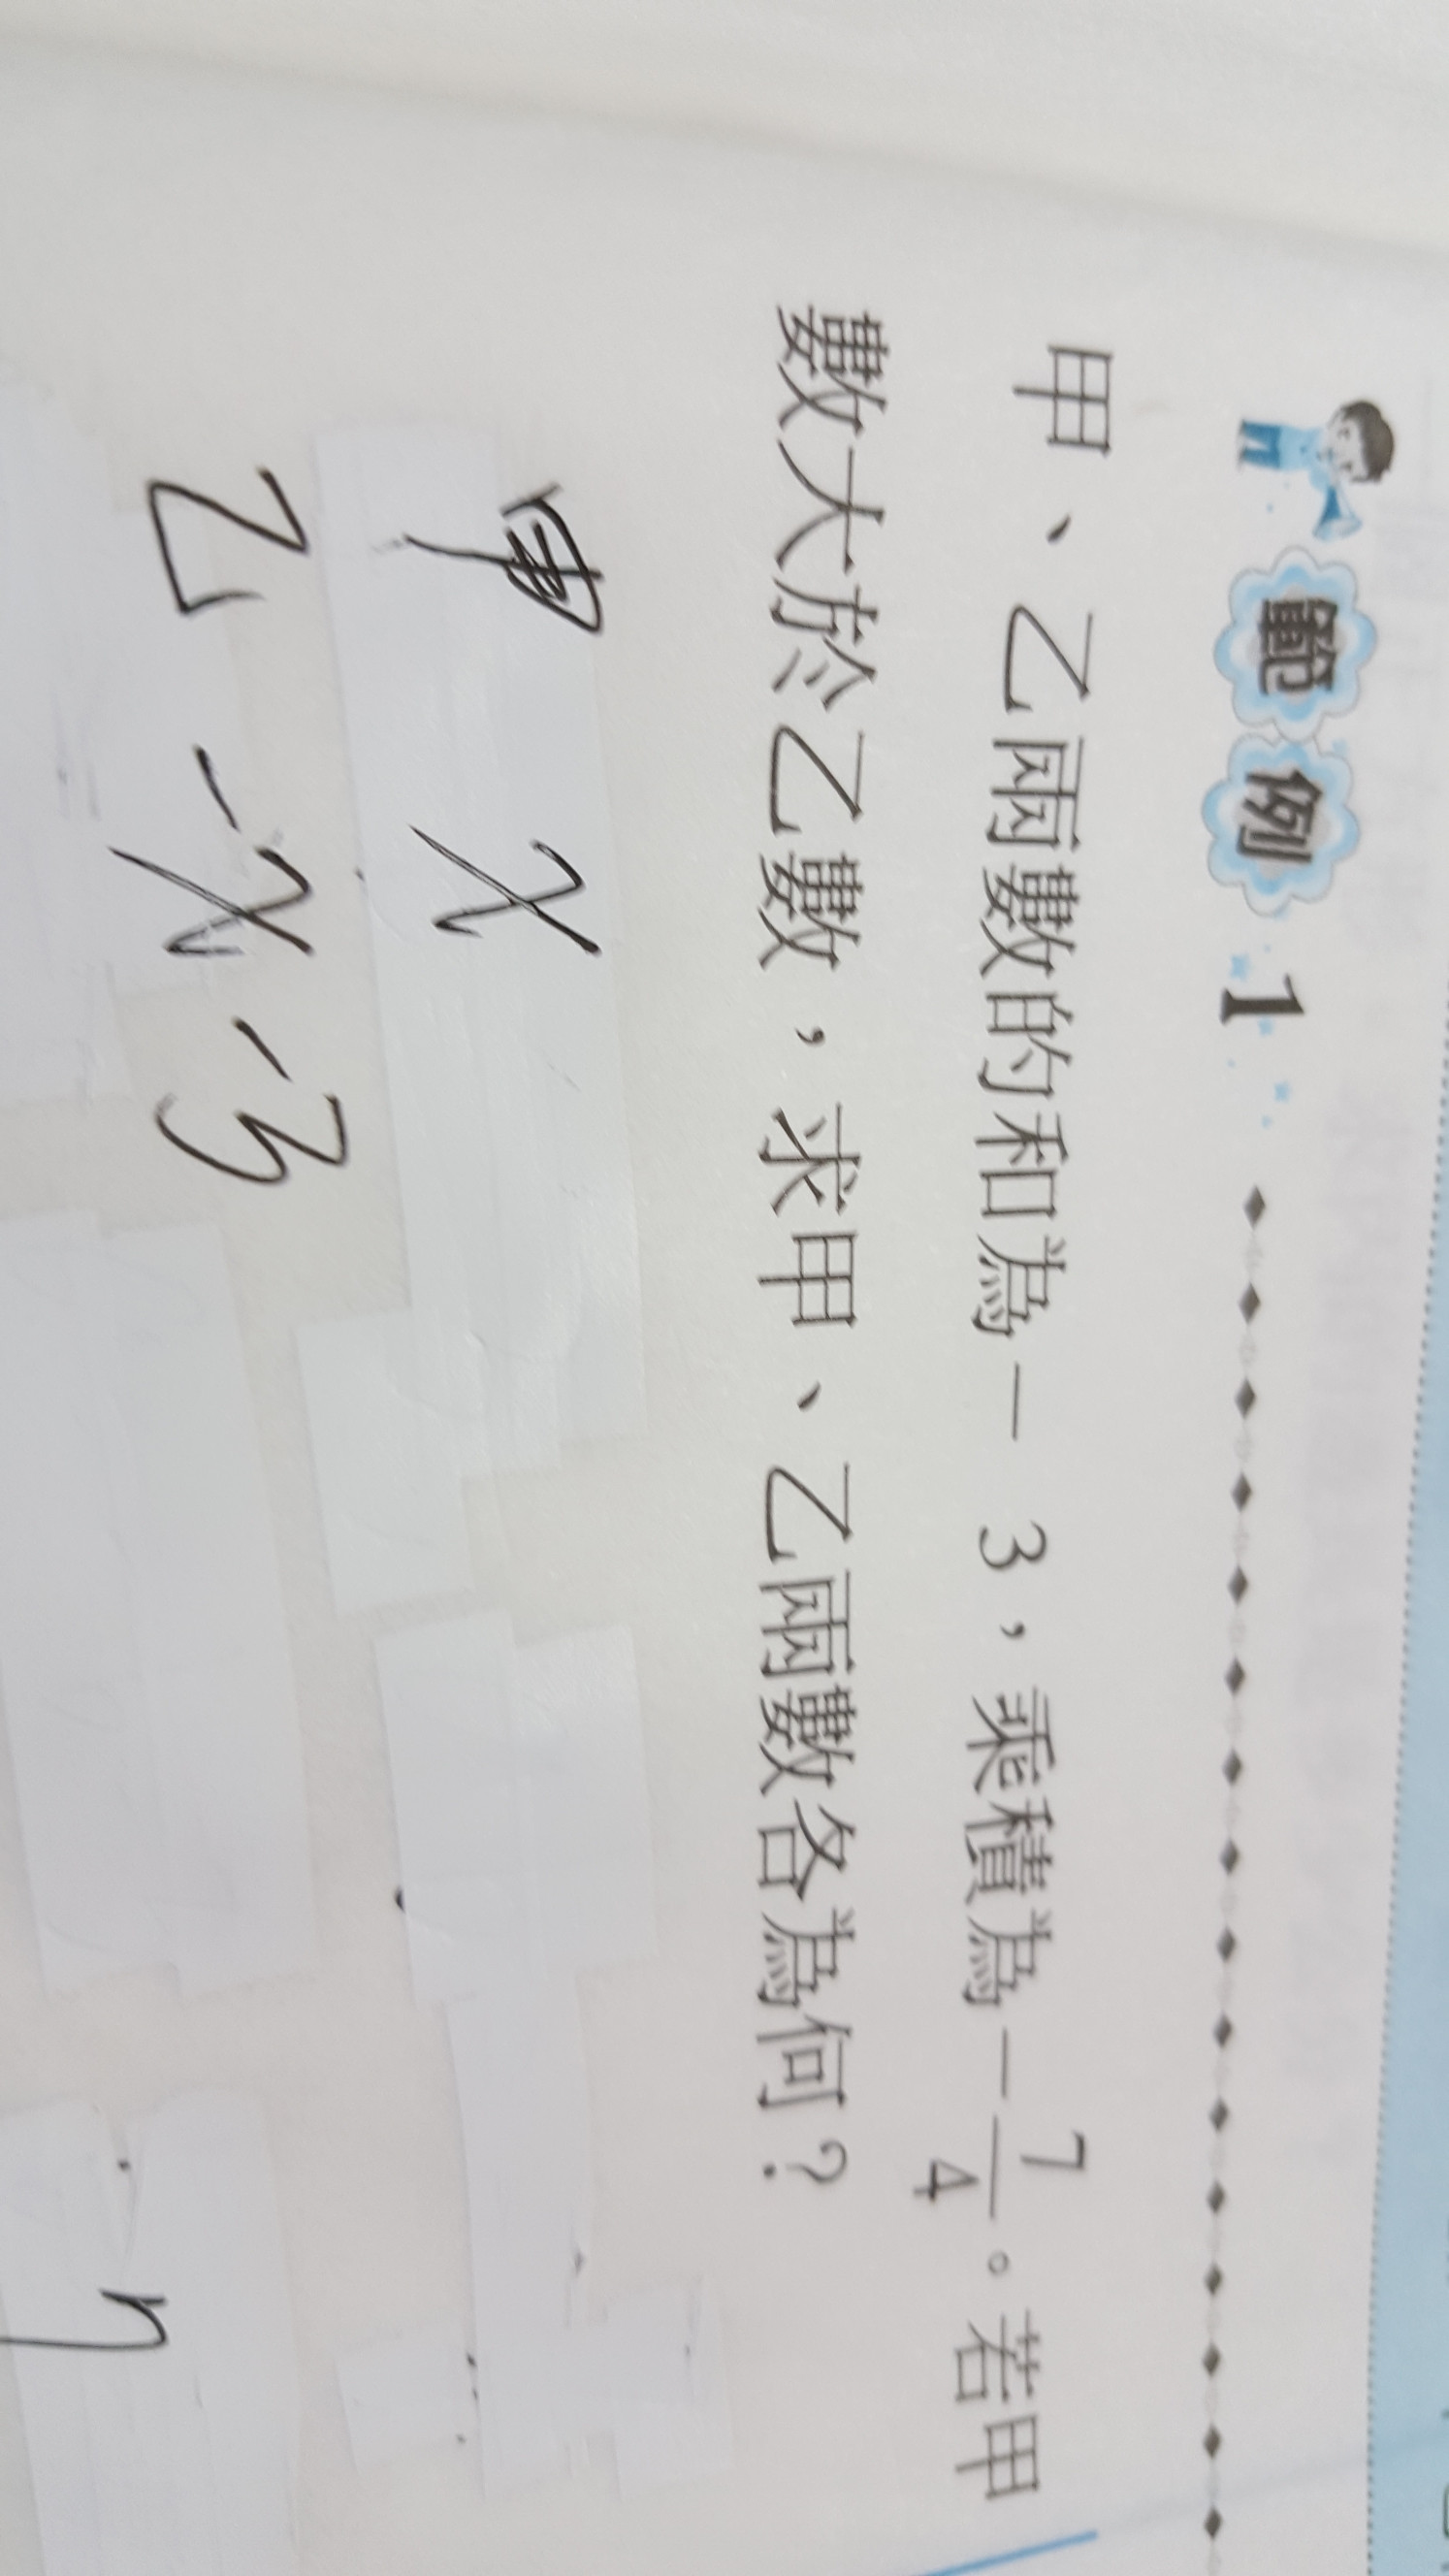 範例 1
甲、乙兩數的和為－3，乘積為－7/4。若甲
數大於乙數，求甲、乙兩數各為何？
甲 x
乙 -x-3